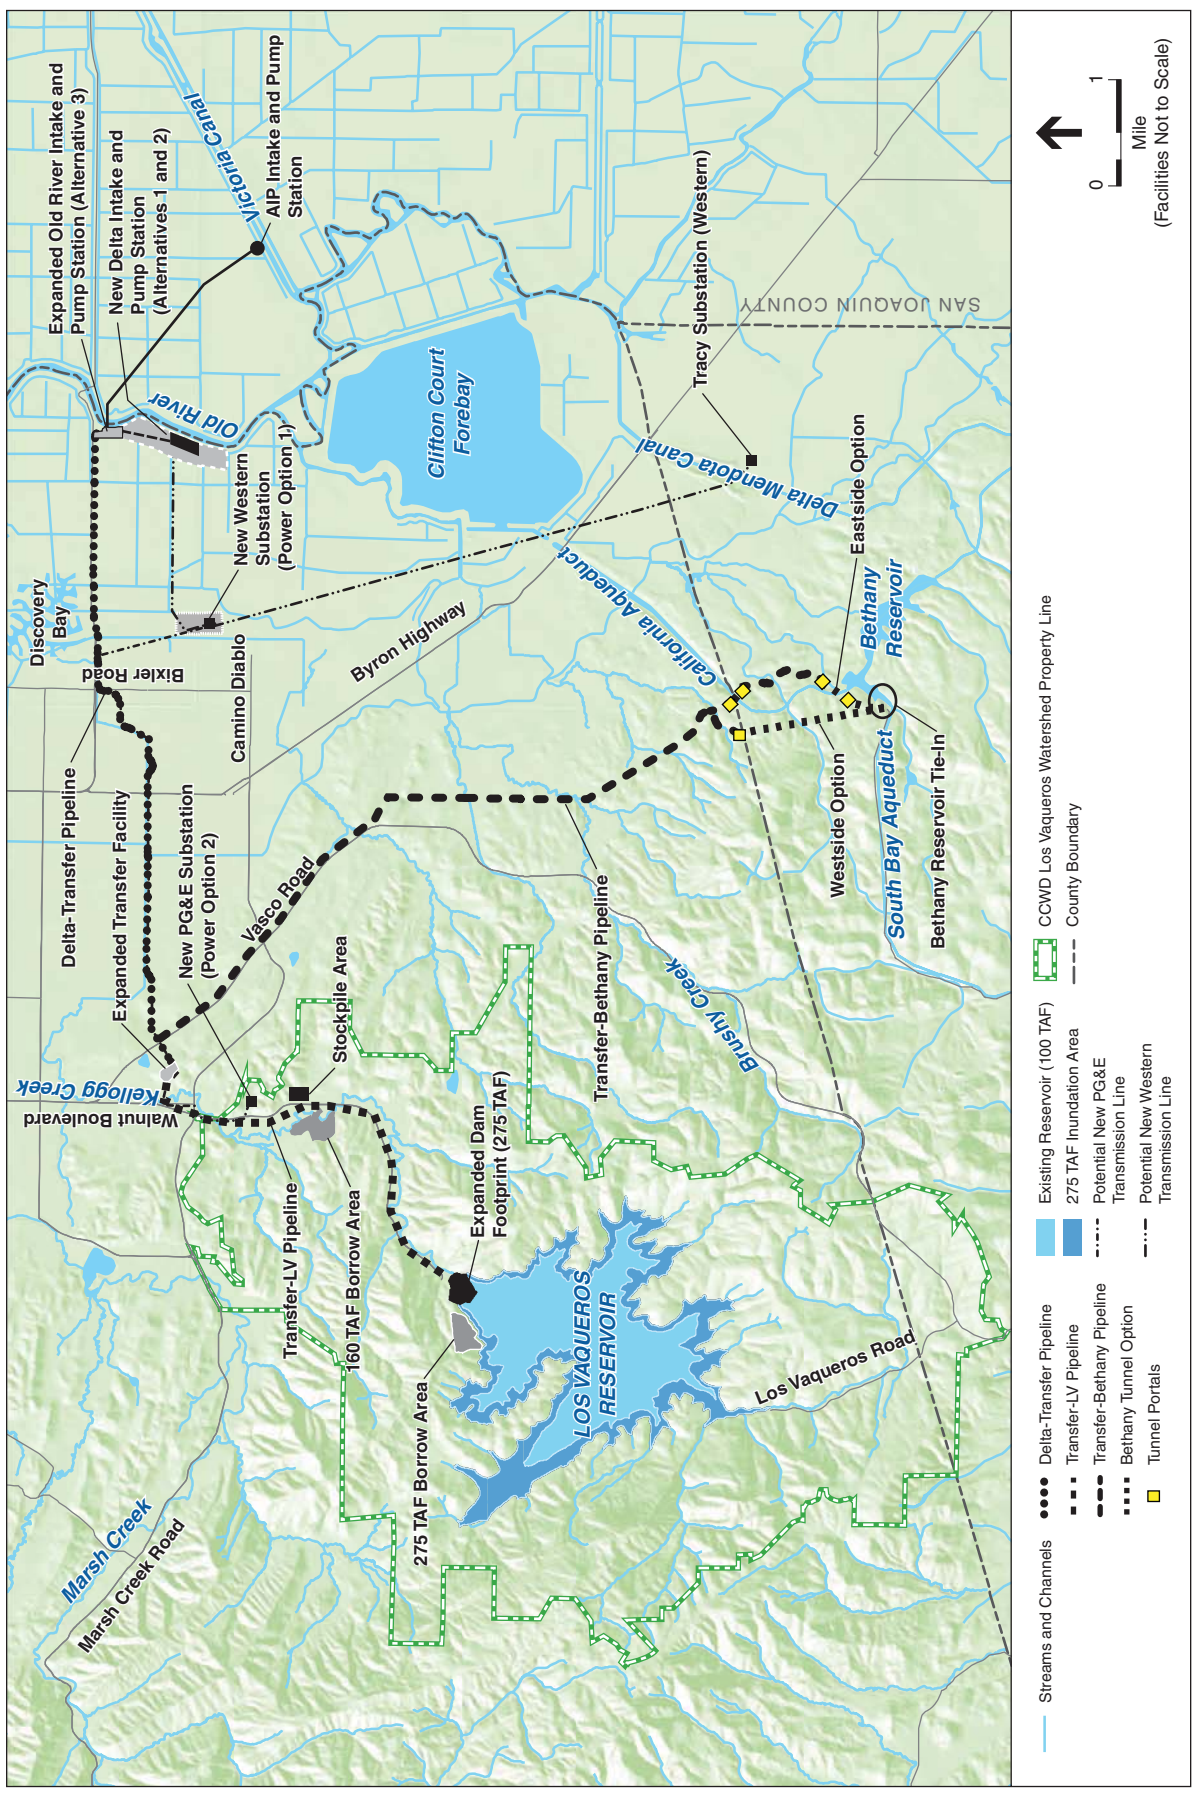 Marsh Creek
Marsh Creek Road
Kellogg Creek
Walnut Boulevard
Delta-Transfer Pipeline
Expanded Transfer Facility
New PG&E Substation
(Power Option 2)
Vasco Road
Stockpile Area
Transfer-LV Pipeline
160 TAF Borrow Area
275 TAF Borrow Area
Expanded Dam
Footprint (275 TAF)
LOS VAQUEROS
RESERVOIR
Los Vaqueros Road
Brushy Creek
Transfer-Bethany Pipeline
Discovery
Bay
Bixler Road
Camino Diablo
Byron Highway
New Western
Substation
(Power Option 1)
Old River
Expanded Old River Intake and
Pump Station (Alternative 3)
New Delta Intake and
Pump Station
(Alternatives 1 and 2)
Victoria Canal
AIP Intake and Pump
Station
Clifton Court
Forebay
California Aqueduct
Delta Mendota Canal
Tracy Substation (Western)
SAN JOAQUIN COUNTY
Eastside Option
Bethany
Reservoir
Westside Option
South Bay Aqueduct
Bethany Reservoir Tie-In
Streams and Channels
Delta-Transfer Pipeline
Transfer-LV Pipeline
Transfer-Bethany Pipeline
Bethany Tunnel Option
Tunnel Portals
Existing Reservoir (100 TAF)
275 TAF Inundation Area
Potential New PG&E
Transmission Line
Potential New Western
Transmission Line
CCWD Los Vaqueros Watershed Property Line
County Boundary
0
1
Mile
(Facilities Not to Scale)